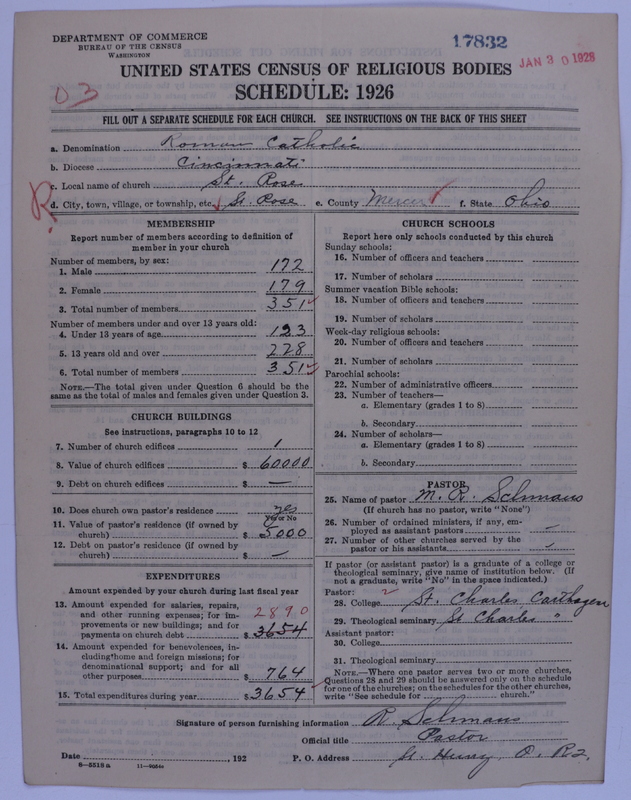 DEPARTMENT OF COMMERCE
BUREAU OF THE CENSUS
WASHINGTON
17832
JAN 30 1928
UNITED STATES CENSUS OF RELIGIOUS BODIES
SCHEDULE: 1926
03
FILL OUT A SEPARATE SCHEDULE FOR EACH CHURCH. SEE INSTRUCTIONS ON THE BACK OF THIS SHEET
a. Denomination Roman Catholic
b. Diocese Cincinnati
c. Local name of church St. Rose
R
d. City, town, village, or township, etc. St. Rose e. County Mercer f. State Ohio
MEMBERSHIP
Report number of members according to definition of
member in your church
Number of members, by sex:
1. Male 172
2. Female 179
3. Total number of members 351
Number of members under and over 13 years old:
4. Under 13 years of age 123
5. 13 years old and over 228
6. Total number of members 351
NOTE.—The total given under Question 6 should be
same as the total of males and females given under Question 3.
CHURCH BUILDINGS
See instructions, paragraphs 10 to 12
7. Number of church edifices 1
8. Value of church edifices $ 60000
9. Debt on church edifices $ —
10. Does church own pastor's residence yes
Yes or No
11. Value of pastor's residence (if owned by
church) $ 5000
12. Debt on pastor's residence (if owned by
church) $ —
EXPENDITURES
Amount expended by your church during last fiscal year
13. Amount expended for salaries, repairs,
and other running expenses; for im-
provements or new buildings; and for
payments on church debt $ 3654
2890
14. Amount expended for benevolences, in-
cluding home and foreign missions; for
denominational support; and for all
other purposes $ 764
15. Total expenditures during year $ 3654
CHURCH SCHOOLS
Report here only schools conducted by this church
Sunday schools:
16. Number of officers and teachers
17. Number of scholars
Summer vacation Bible schools:
18. Number of officers and teachers
19. Number of scholars
Week-day religious schools:
20. Number of officers and teachers
21. Number of scholars
Parochial schools:
22. Number of administrative officers
23. Number of teachers—
a. Elementary (grades 1 to 8)
b. Secondary
24. Number of scholars—
a. Elementary (grades 1 to 8)
b. Secondary
PASTOR
25. Name of pastor M. R. Schmaus
(If church has no pastor, write "None")
26. Number of ordained ministers, if any, em-
ployed as assistant pastors —
27. Number of other churches served by the
pastor or his assistants
If pastor (or assistant pastor) is a graduate of a college or
theological seminary, give name of institution below. (If
not a graduate, write "No" in the space indicated.)
Pastor:
28. College St. Charles Carthagen
29. Theological seminary St Charles "
Assistant pastor:
30. College
31. Theological seminary
NOTE.—Where one pastor serves two or more churches,
Questions 28 and 29 should be answered only on the schedule
for one of the churches; on the schedules for the other churches,
write "See schedule for church."
Signature of person furnishing information R. Schmaus
Official title Pastor
Date , 192 P. O. Address St. Henry, O. R2.
8—5518a